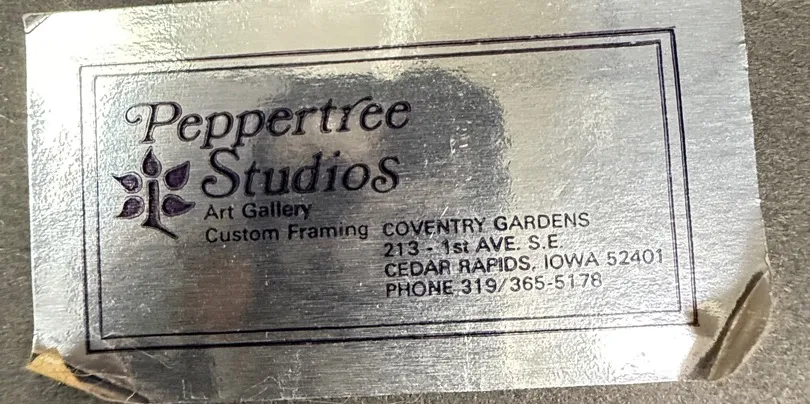 Peppertree
Studios
Art Gallery
Custom Framing
COVENTRY GARDENS
213 - 1st AVE. S.E.
CEDAR RAPIDS, IOWA 52401
PHONE 319/365-5178